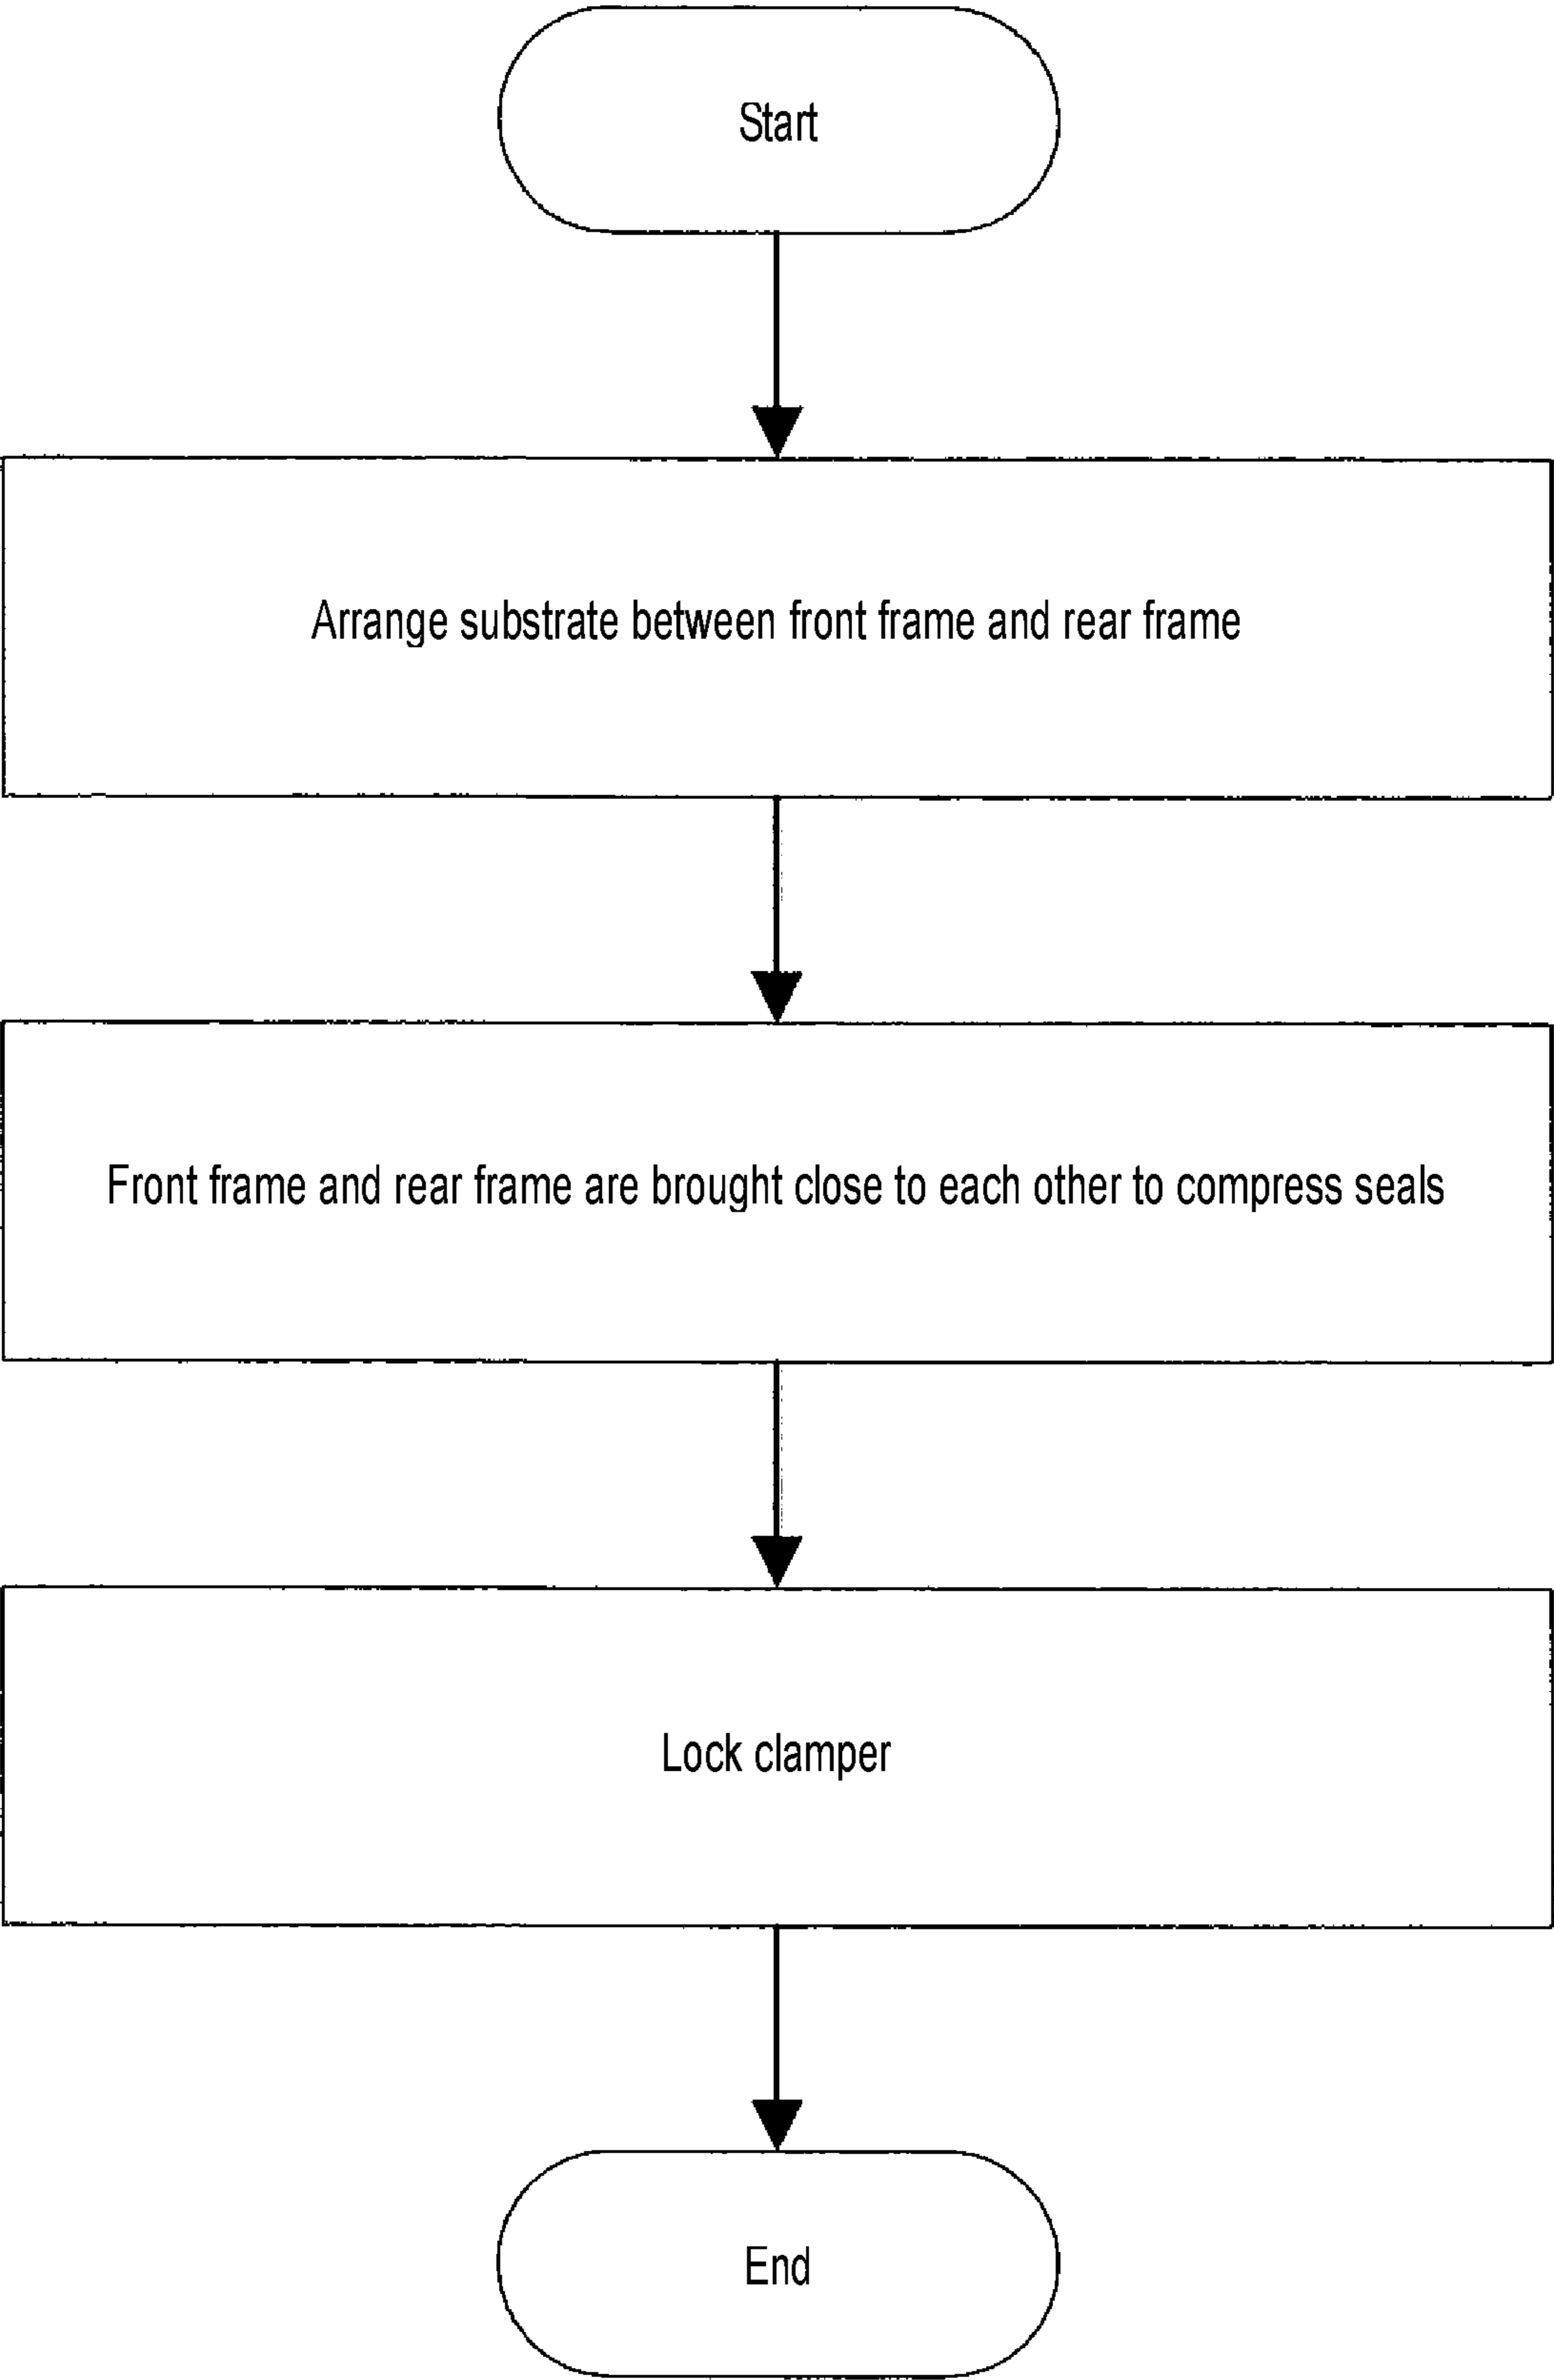 Start
Arrange substrate between front frame and rear frame
Front frame and rear frame are brought close to each other to compress seals
Lock clamper
End